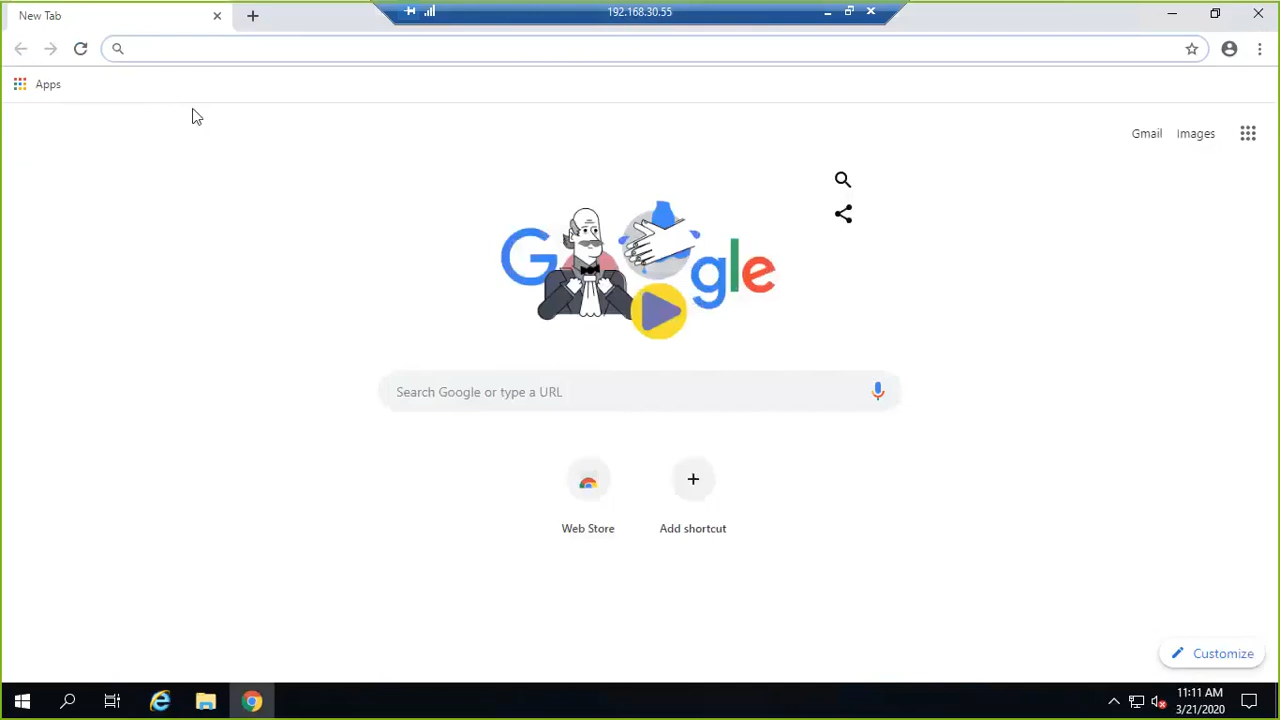 New Tab
192.168.30.55
Apps
Gmail
Images
G gle
Search Google or type a URL
Web Store
Add shortcut
Customize
11:11 AM
3/21/2020